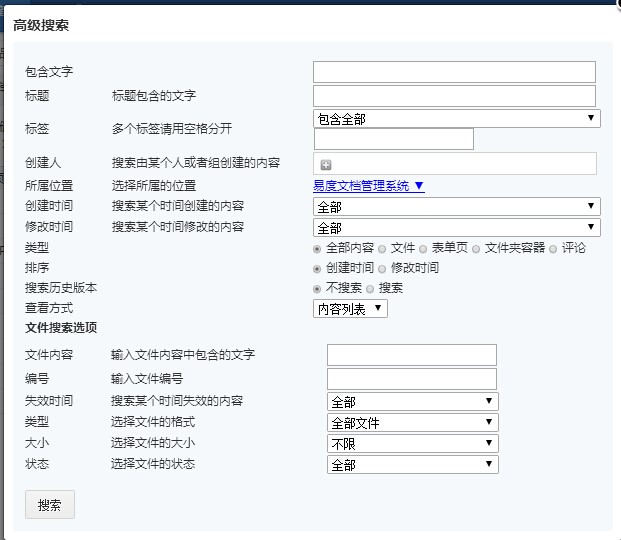 高级搜索
包含文字
标题 标题包含的文字
标签 多个标签请用空格分开 包含全部
创建人 搜索由某个人或者组创建的内容
所属位置 选择所属的位置 易度文档管理系统 ▼
创建时间 搜索某个时间创建的内容 全部
修改时间 搜索某个时间修改的内容 全部
类型 全部内容 文件 表单页 文件夹容器 评论
排序 创建时间 修改时间
搜索历史版本 不搜索 搜索
查看方式 内容列表
文件搜索选项
文件内容 输入文件内容中包含的文字
编号 输入文件编号
失效时间 搜索某个时间失效的内容 全部
类型 选择文件的格式 全部文件
大小 选择文件的大小 不限
状态 选择文件的状态 全部
搜索